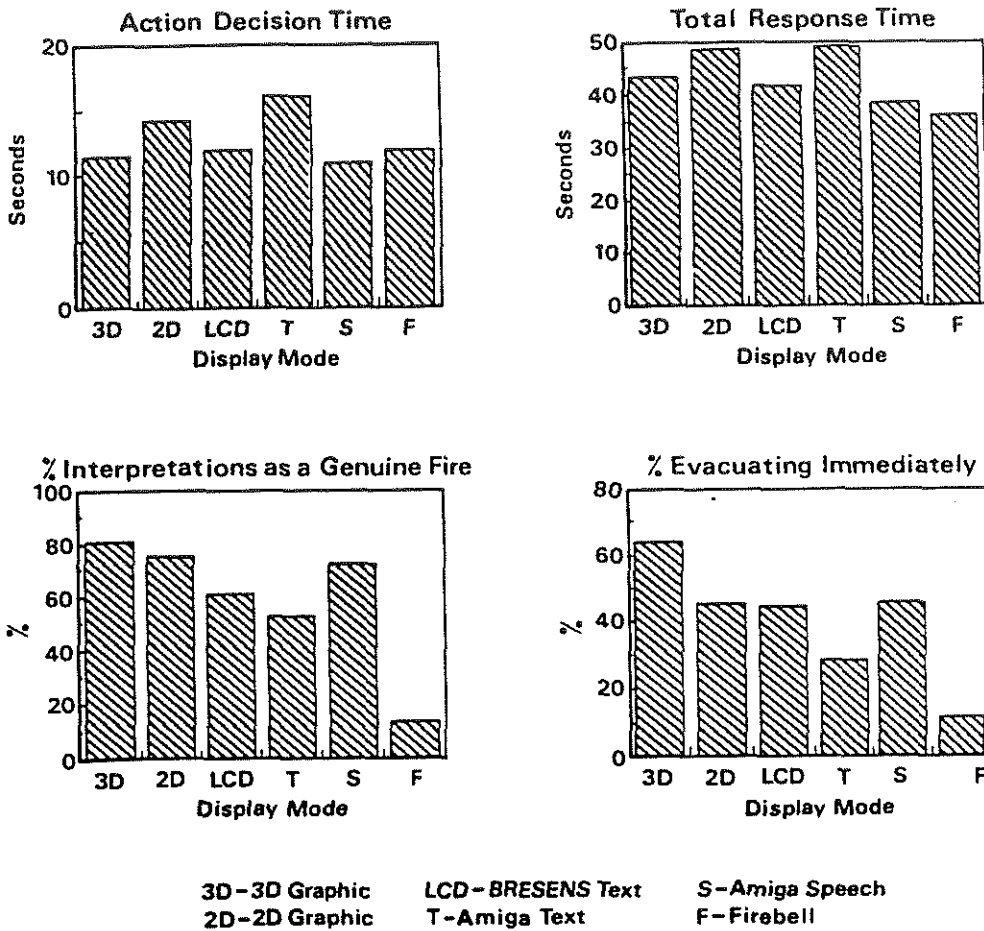 Action Decision Time
20
10
0
Seconds
3D 2D LCD T S F
Display Mode
Total Response Time
50
40
30
20
10
0
Seconds
3D 2D LCD T S F
Display Mode
% Interpretations as a Genuine Fire
100
80
60
40
20
0
%
3D 2D LCD T S F
Display Mode
% Evacuating Immediately
80
60
40
20
0
%
3D 2D LCD T S F
Display Mode
3D-3D Graphic LCD-BRESENS Text S-Amiga Speech
2D-2D Graphic T-Amiga Text F-Firebell